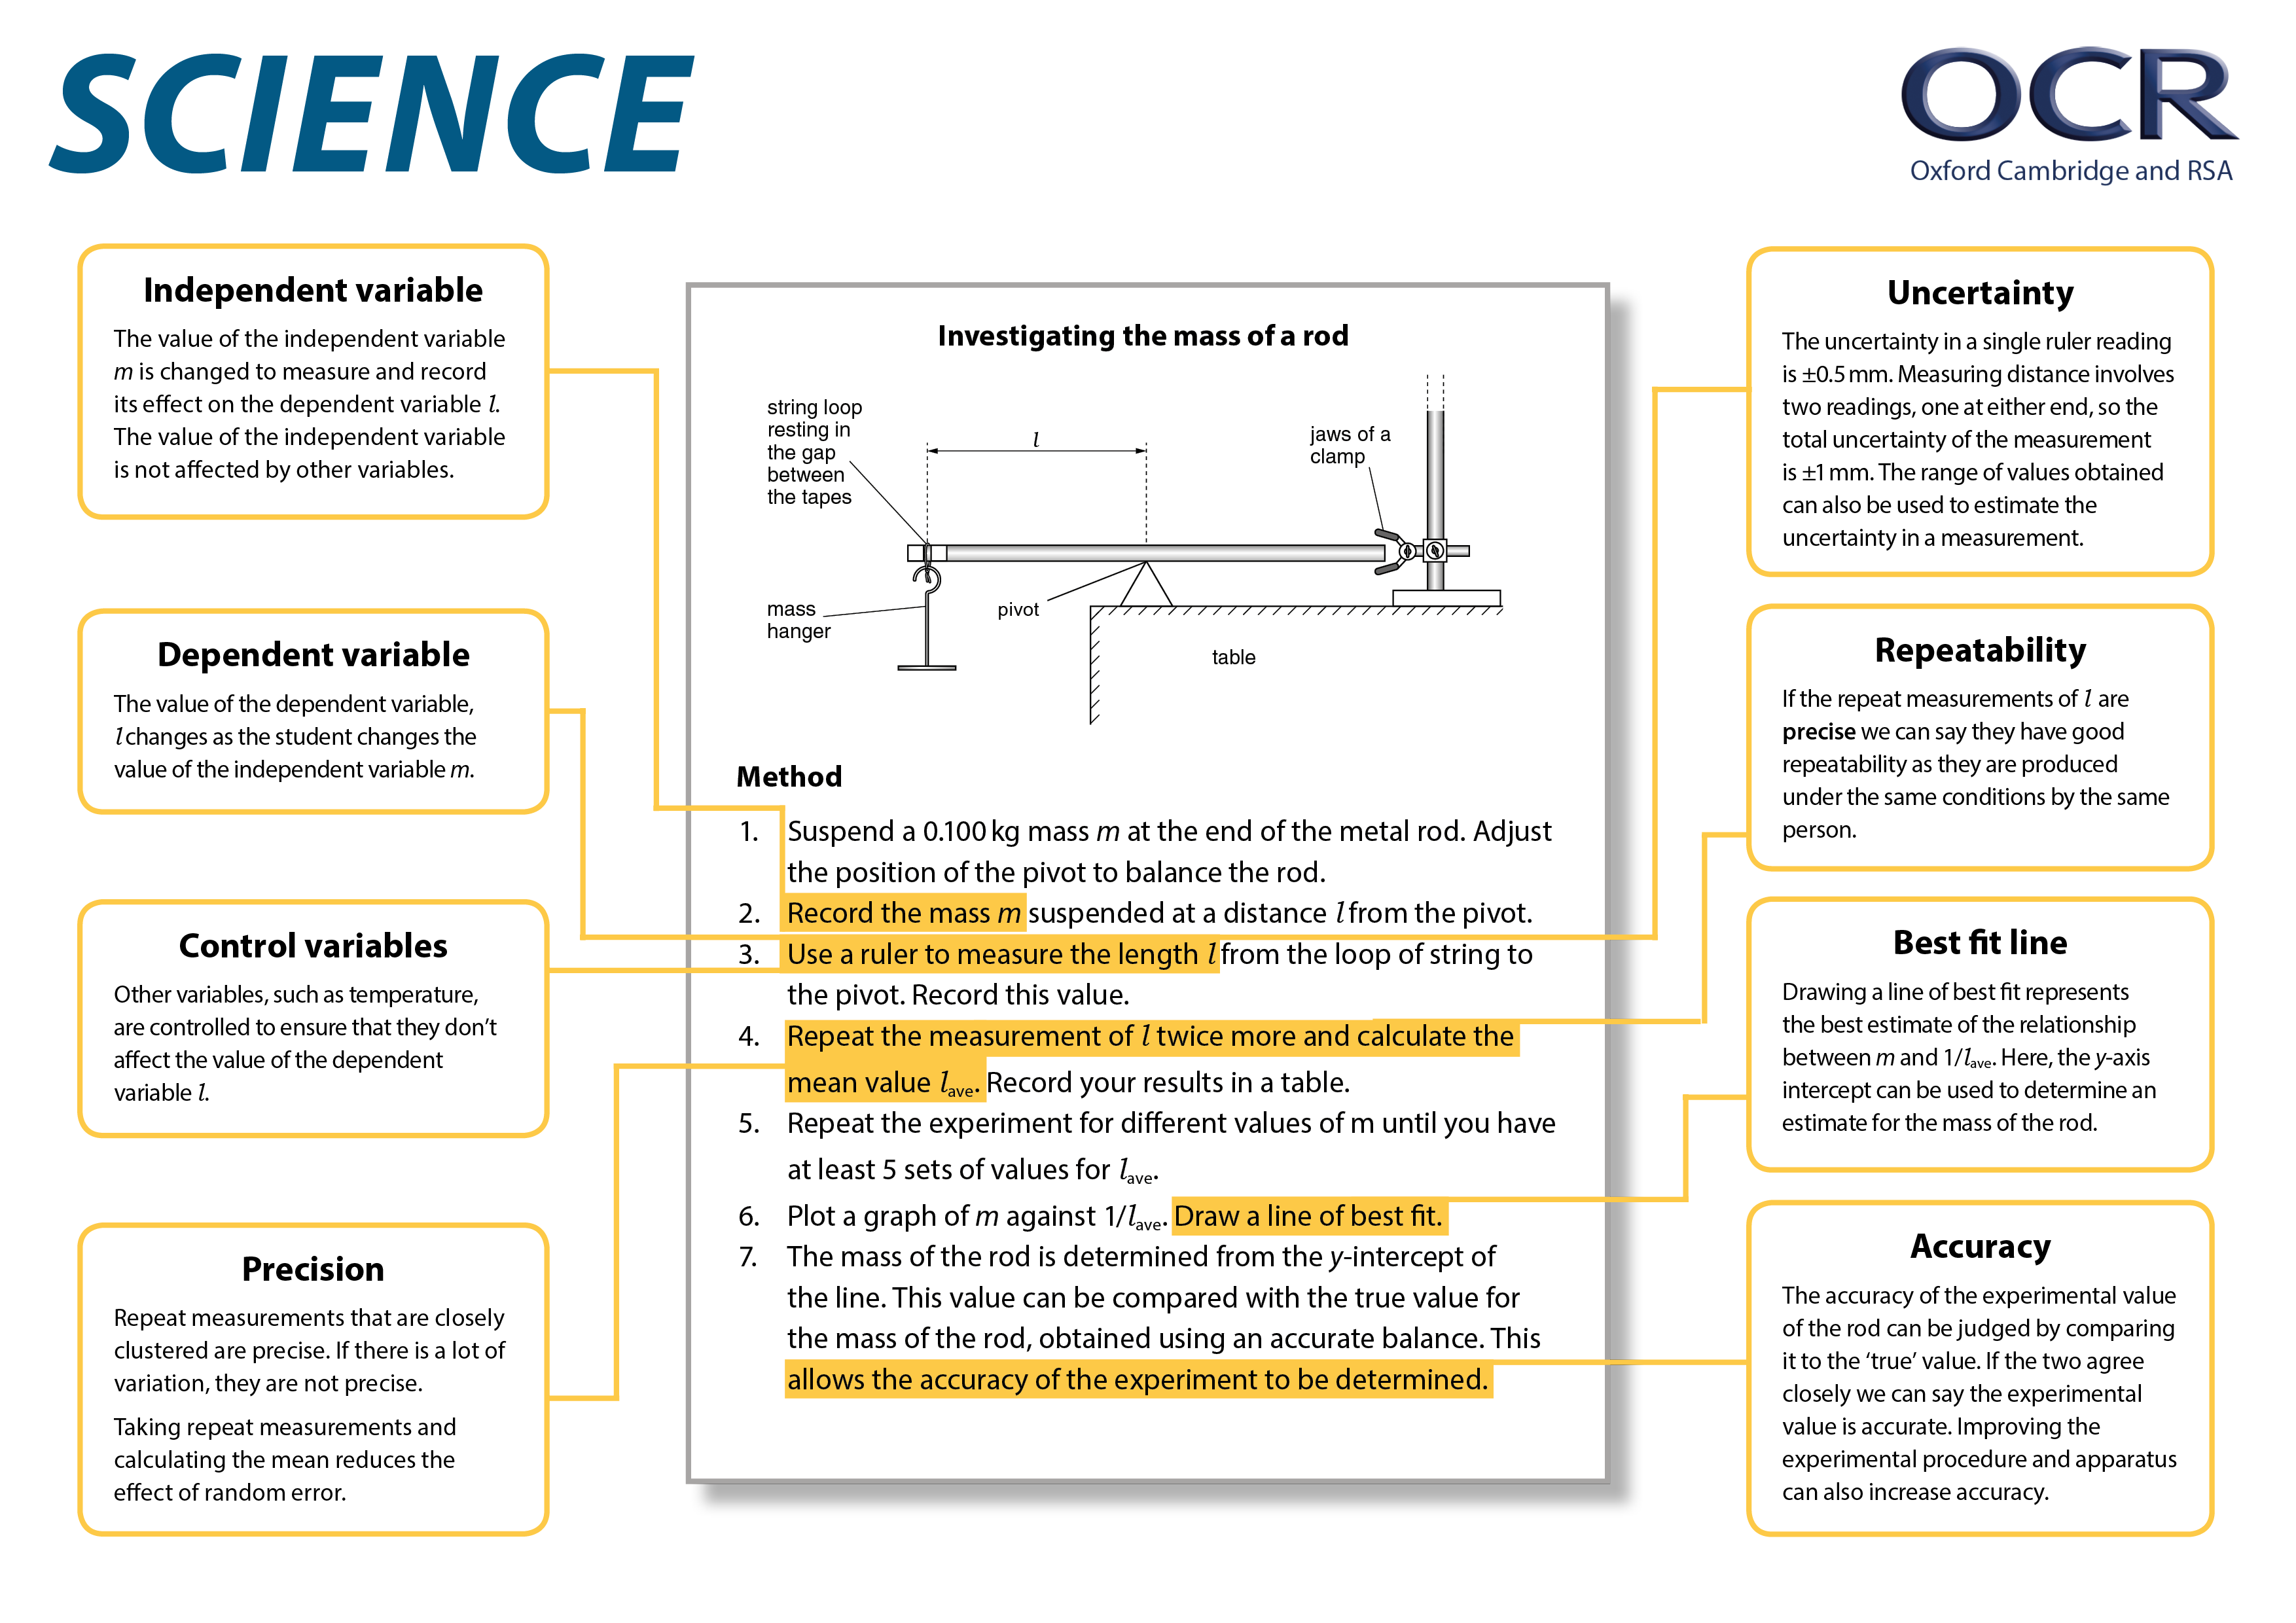 SCIENCE
OCR
Oxford Cambridge and RSA
Independent variable
The value of the independent variable
m is changed to measure and record
its effect on the dependent variable l.
The value of the independent variable
is not affected by other variables.
Dependent variable
The value of the dependent variable,
l changes as the student changes the
value of the independent variable m.
Control variables
Other variables, such as temperature,
are controlled to ensure that they don't
affect the value of the dependent
variable l.
Precision
Repeat measurements that are closely
clustered are precise. If there is a lot of
variation, they are not precise.
Taking repeat measurements and
calculating the mean reduces the
effect of random error.
Investigating the mass of a rod
string loop
resting in
the gap
between
the tapes
l
jaws of a
clamp
mass
hanger
pivot
table
Method
1. Suspend a 0.100 kg mass m at the end of the metal rod. Adjust
the position of the pivot to balance the rod.
2. Record the mass m suspended at a distance l from the pivot.
3. Use a ruler to measure the length l from the loop of string to
the pivot. Record this value.
4. Repeat the measurement of l twice more and calculate the
mean value lave. Record your results in a table.
5. Repeat the experiment for different values of m until you have
at least 5 sets of values for lave.
6. Plot a graph of m against 1/lave. Draw a line of best fit.
7. The mass of the rod is determined from the y-intercept of
the line. This value can be compared with the true value for
the mass of the rod, obtained using an accurate balance. This
allows the accuracy of the experiment to be determined.
Uncertainty
The uncertainty in a single ruler reading
is ±0.5 mm. Measuring distance involves
two readings, one at either end, so the
total uncertainty of the measurement
is ±1 mm. The range of values obtained
can also be used to estimate the
uncertainty in a measurement.
Repeatability
If the repeat measurements of l are
precise we can say they have good
repeatability as they are produced
under the same conditions by the same
person.
Best fit line
Drawing a line of best fit represents
the best estimate of the relationship
between m and 1/lave. Here, the y-axis
intercept can be used to determine an
estimate for the mass of the rod.
Accuracy
The accuracy of the experimental value
of the rod can be judged by comparing
it to the 'true' value. If the two agree
closely we can say the experimental
value is accurate. Improving the
experimental procedure and apparatus
can also increase accuracy.